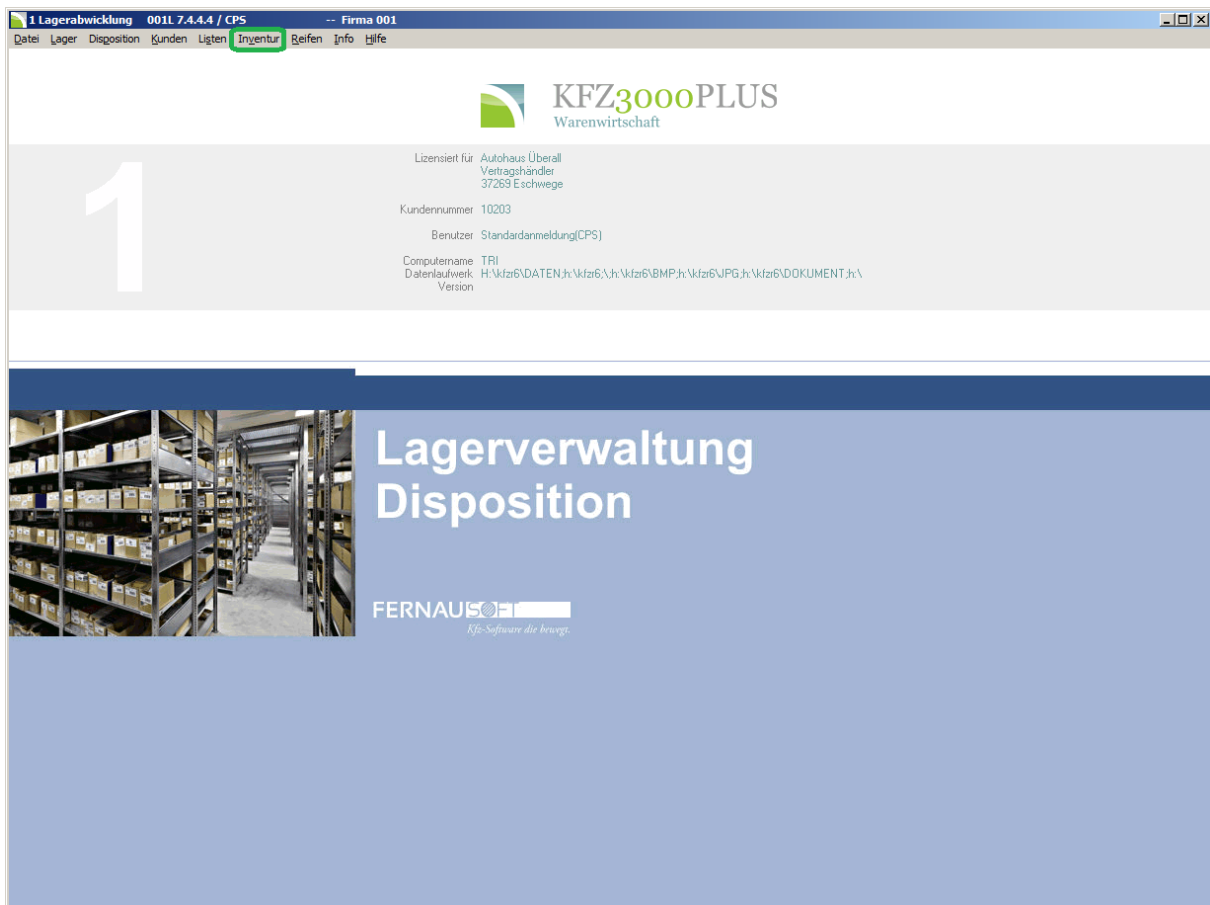 1 Lagerabwicklung 001L 7.4.4.4 / CPS -- Firma 001
Datei Lager Disposition Kunden Listen Inventur Reifen Info Hilfe
KFZ3000PLUS
Warenwirtschaft
1
Lizensiert für Autohaus Überall
Vertragshändler
37269 Eschwege
Kundennummer 10203
Benutzer Standardanmeldung(CPS)
Computername TRI
Datenlaufwerk H:\kfzr6\DATEN;h:\kfzr6;\;h:\kfzr6\BMP;h:\kfzr6\JPG;h:\kfzr6\DOKUMENT;h:\
Version
Lagerverwaltung
Disposition
FERNAUSOFT
Kfz-Software die bewegt.